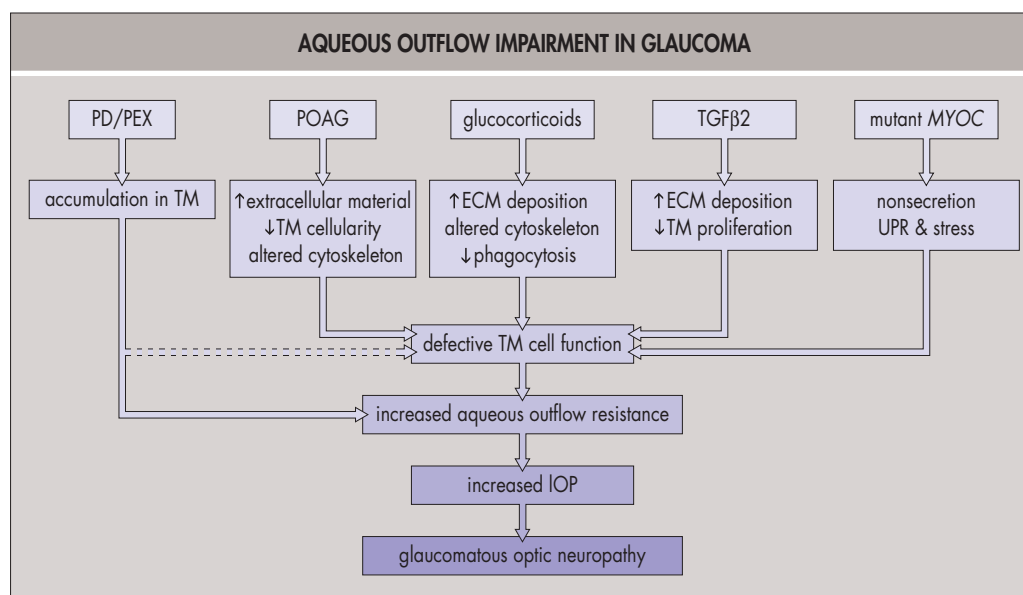 AQUEOUS OUTFLOW IMPAIRMENT IN GLAUCOMA
PD/PEX
POAG
glucocorticoids
TGFβ2
mutant MYOC
accumulation in TM
↑extracellular material
↓TM cellularity
altered cytoskeleton
↑ECM deposition
altered cytoskeleton
↓phagocytosis
↑ECM deposition
↓TM proliferation
nonsecretion
UPR & stress
defective TM cell function
increased aqueous outflow resistance
increased IOP
glaucomatous optic neuropathy